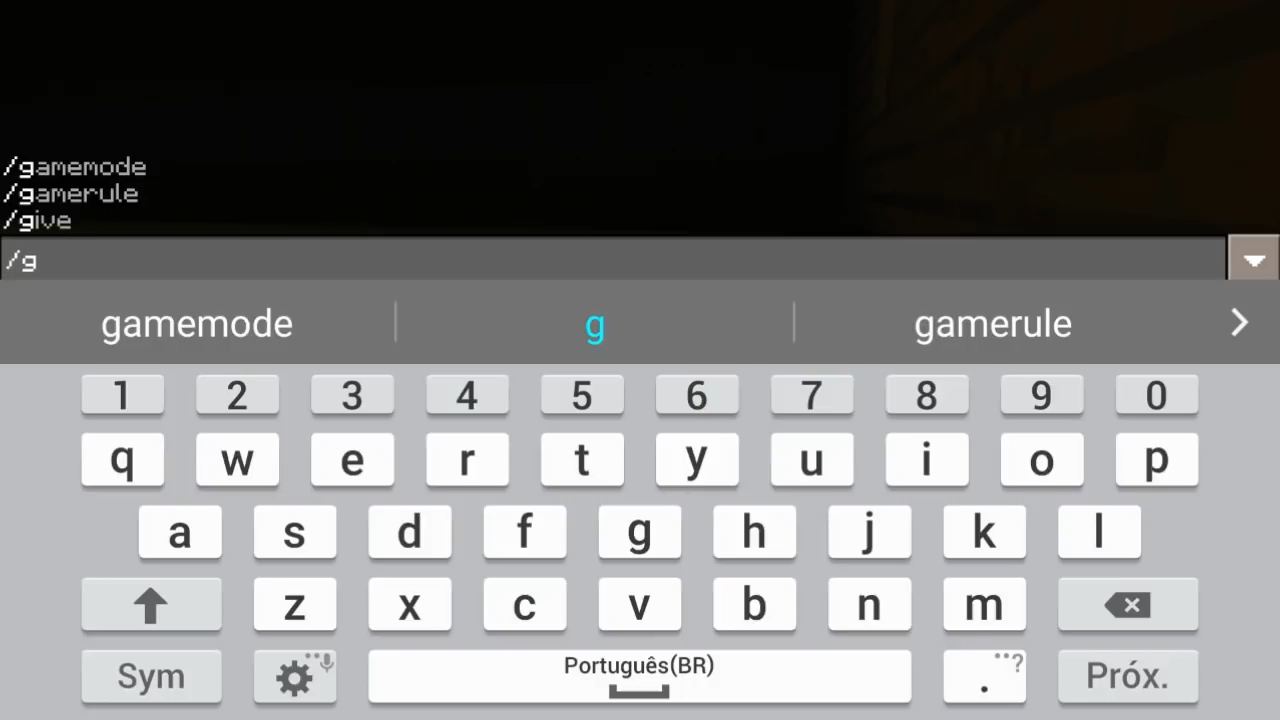 /gamemode
/gamerule
/give
/g
gamemode g gamerule
1 2 3 4 5 6 7 8 9 0
q w e r t y u i o p
a s d f g h j k l
z x c v b n m
Sym Português(BR) . ? Próx.